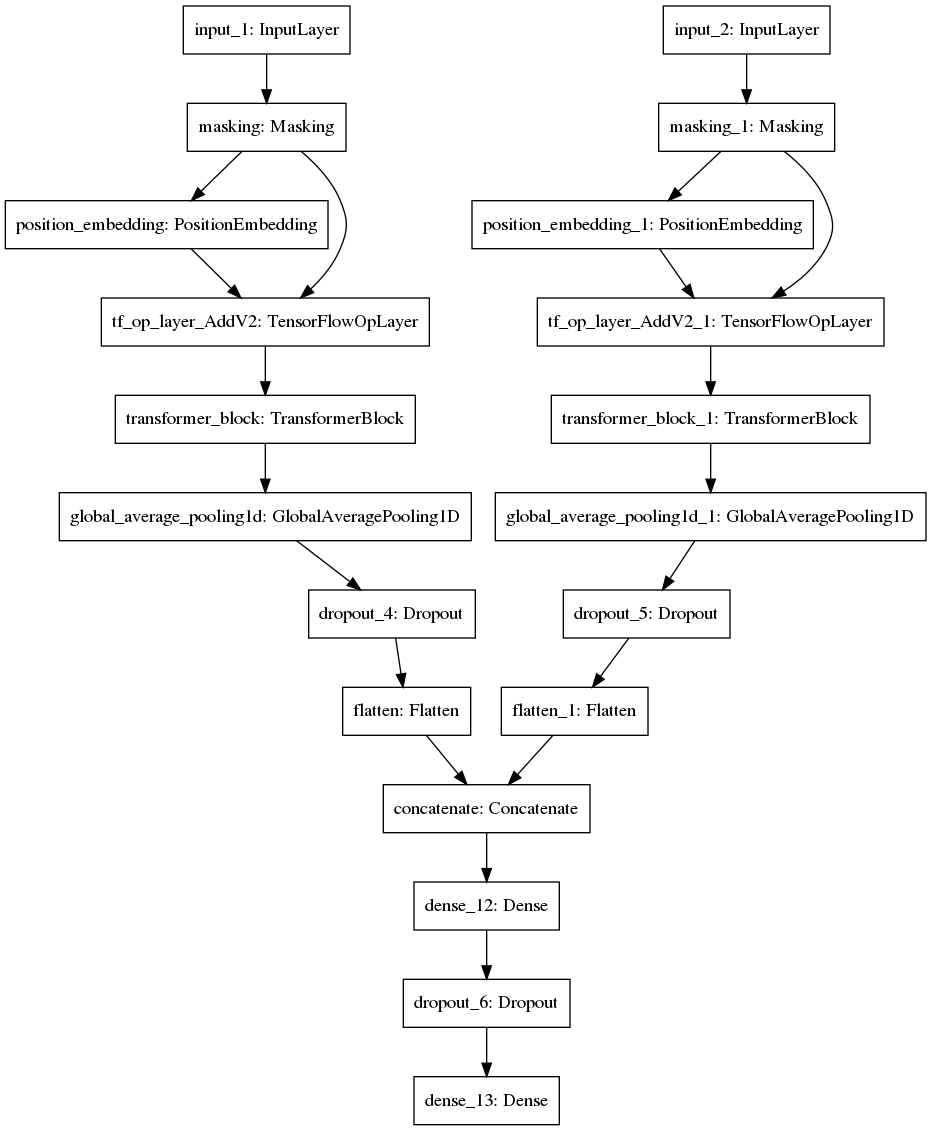 input_1: InputLayer
input_2: InputLayer
masking: Masking
masking_1: Masking
position_embedding: PositionEmbedding
position_embedding_1: PositionEmbedding
tf_op_layer_AddV2: TensorFlowOpLayer
tf_op_layer_AddV2_1: TensorFlowOpLayer
transformer_block: TransformerBlock
transformer_block_1: TransformerBlock
global_average_pooling1d: GlobalAveragePooling1D
global_average_pooling1d_1: GlobalAveragePooling1D
dropout_4: Dropout
dropout_5: Dropout
flatten: Flatten
flatten_1: Flatten
concatenate: Concatenate
dense_12: Dense
dropout_6: Dropout
dense_13: Dense